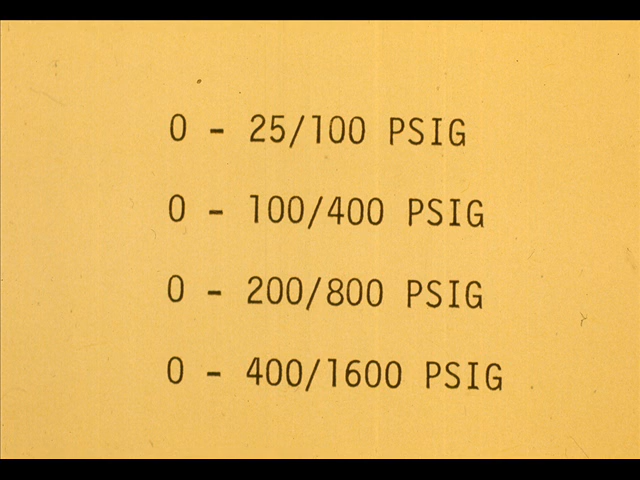 0 - 25/100 PSIG
0 - 100/400 PSIG
0 - 200/800 PSIG
0 - 400/1600 PSIG